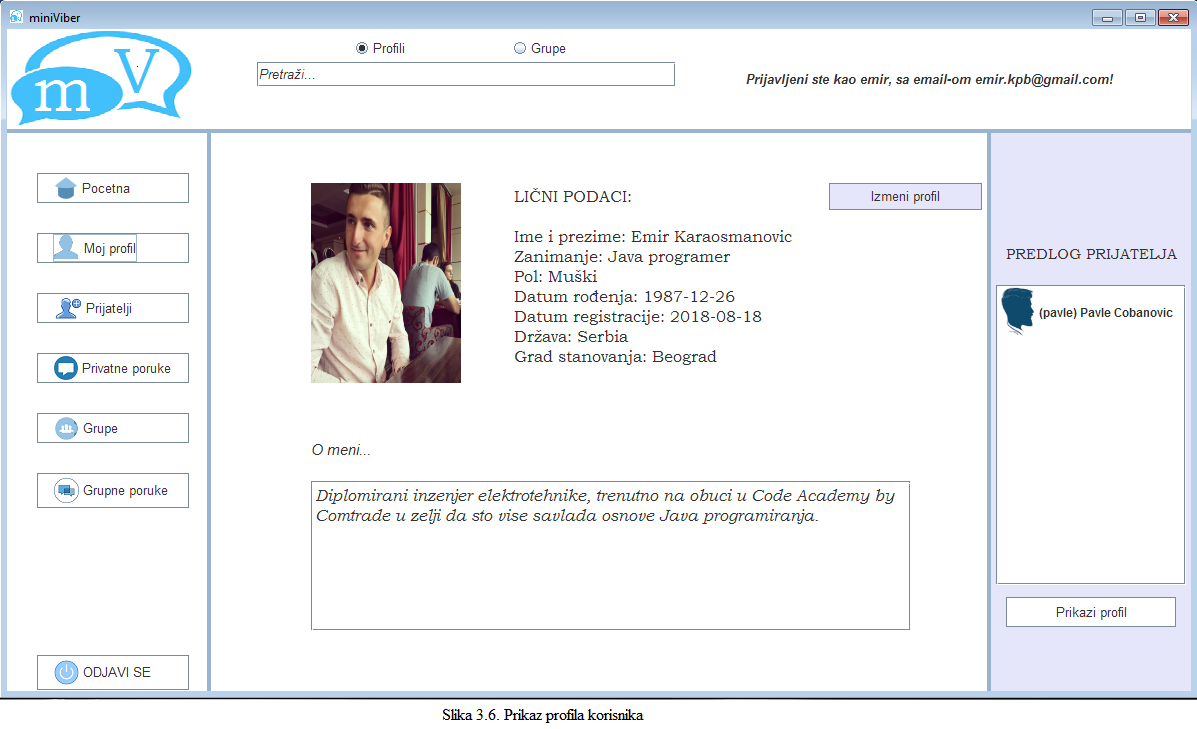 miniViber
m V
Profili
Grupe
Pretraži...
Prijavljeni ste kao emir, sa email-om emir.kpb@gmail.com!
Pocetna
Moj profil
Prijatelji
Privatne poruke
Grupe
Grupne poruke
ODJAVI SE
LIČNI PODACI:
Izmeni profil
Ime i prezime: Emir Karaosmanovic
Zanimanje: Java programer
Pol: Muški
Datum rođenja: 1987-12-26
Datum registracije: 2018-08-18
Država: Serbia
Grad stanovanja: Beograd
O meni...
Diplomirani inzenjer elektrotehnike, trenutno na obuci u Code Academy by
Comtrade u zelji da sto vise savlada osnove Java programiranja.
PREDLOG PRIJATELJA
(pavle) Pavle Cobanovic
Prikazi profil
Slika 3.6. Prikaz profila korisnika